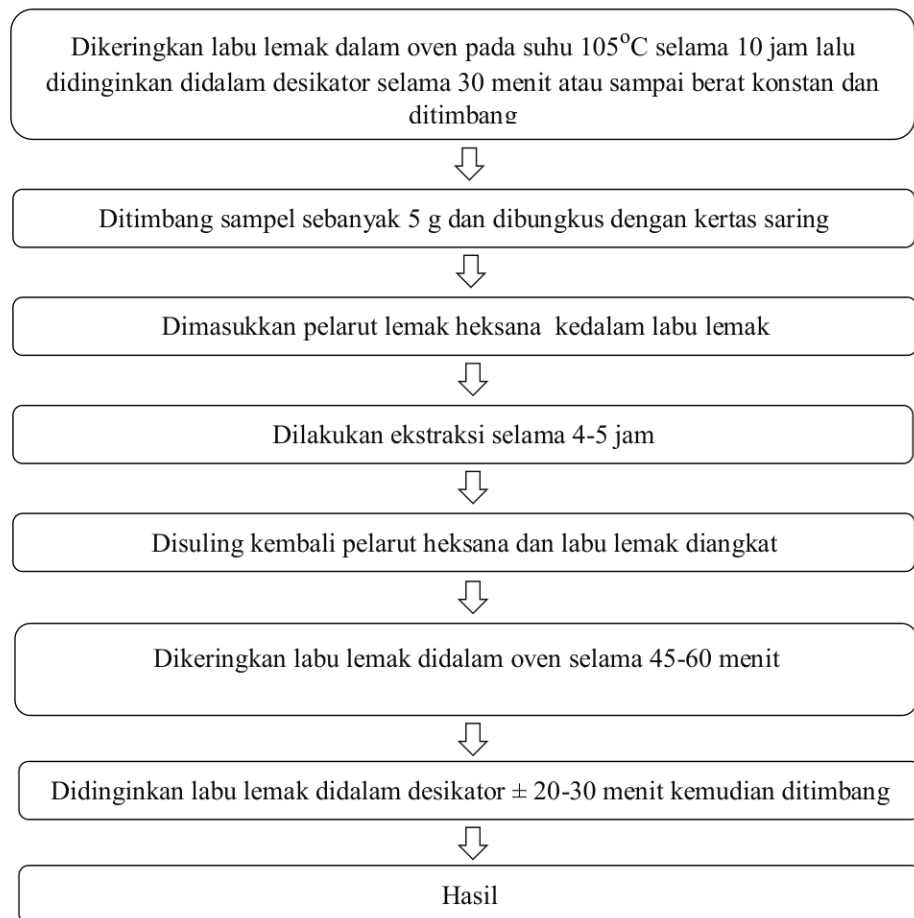 Dikeringkan labu lemak dalam oven pada suhu 105°C selama 10 jam lalu
didinginkan didalam desikator selama 30 menit atau sampai berat konstan dan
ditimbang
Ditimbang sampel sebanyak 5 g dan dibungkus dengan kertas saring
Dimasukkan pelarut lemak heksana kedalam labu lemak
Dilakukan ekstraksi selama 4-5 jam
Disuling kembali pelarut heksana dan labu lemak diangkat
Dikeringkan labu lemak didalam oven selama 45-60 menit
Didinginkan labu lemak didalam desikator ± 20-30 menit kemudian ditimbang
Hasil